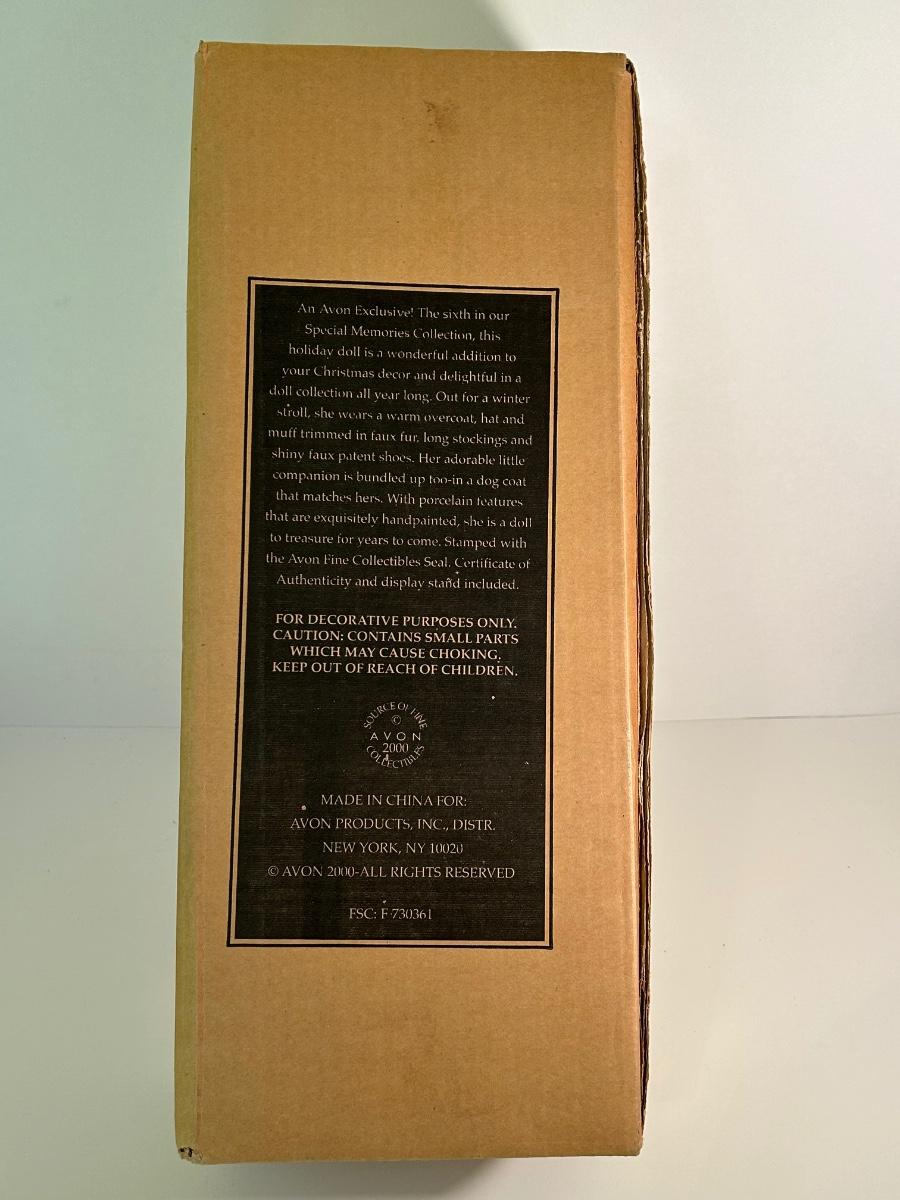 An Avon Exclusive! The sixth in our
Special Memories Collection, this
holiday doll is a wonderful addition to
your Christmas decor and delightful in a
doll collection all year long. Out for a winter
stroll, she wears a warm overcoat, hat and
muff trimmed in faux fur, long stockings and
shiny faux patent shoes. Her adorable little
companion is bundled up too-in a dog coat
that matches hers. With porcelain features
that are exquisitely handpainted, she is a doll
to treasure for years to come. Stamped with
the Avon Fine Collectibles Seal. Certificate of
Authenticity and display stand included.
FOR DECORATIVE PURPOSES ONLY.
CAUTION: CONTAINS SMALL PARTS
WHICH MAY CAUSE CHOKING.
KEEP OUT OF REACH OF CHILDREN.
SOURCE OF FINE
©
AVON
2000
COLLECTIBLES
MADE IN CHINA FOR:
AVON PRODUCTS, INC., DISTR.
NEW YORK, NY 10020
© AVON 2000-ALL RIGHTS RESERVED
FSC: F 730361